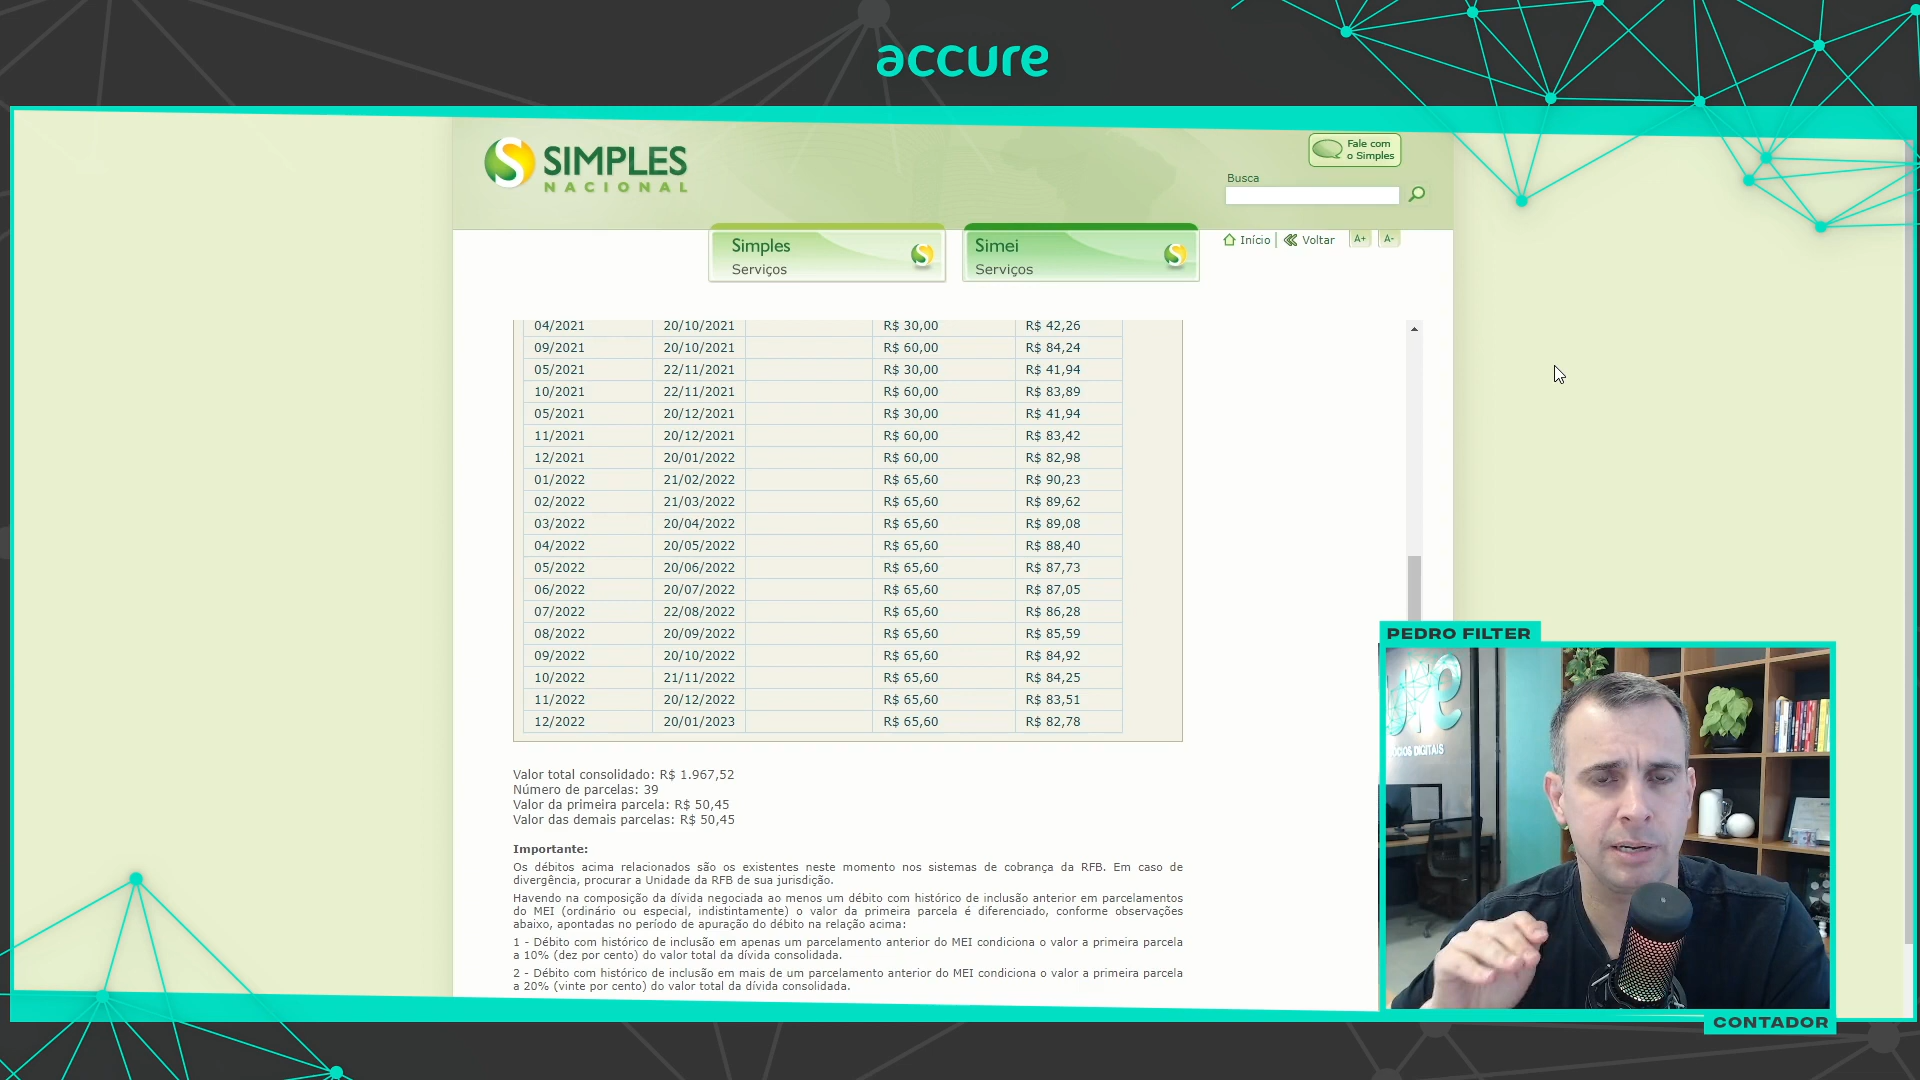 accure
SIMPLES
NACIONAL
Fale com
o Simples
Busca
Simples
Serviços
Simei
Serviços
Início | Voltar A+ A-
04/2021 20/10/2021 R$ 30,00 R$ 42,26
09/2021 20/10/2021 R$ 60,00 R$ 84,24
05/2021 22/11/2021 R$ 30,00 R$ 41,94
10/2021 22/11/2021 R$ 60,00 R$ 83,89
05/2021 20/12/2021 R$ 30,00 R$ 41,94
11/2021 20/12/2021 R$ 60,00 R$ 83,42
12/2021 20/01/2022 R$ 60,00 R$ 82,98
01/2022 21/02/2022 R$ 65,60 R$ 90,23
02/2022 21/03/2022 R$ 65,60 R$ 89,62
03/2022 20/04/2022 R$ 65,60 R$ 89,08
04/2022 20/05/2022 R$ 65,60 R$ 88,40
05/2022 20/06/2022 R$ 65,60 R$ 87,73
06/2022 20/07/2022 R$ 65,60 R$ 87,05
07/2022 22/08/2022 R$ 65,60 R$ 86,28
08/2022 20/09/2022 R$ 65,60 R$ 85,59
09/2022 20/10/2022 R$ 65,60 R$ 84,92
10/2022 21/11/2022 R$ 65,60 R$ 84,25
11/2022 20/12/2022 R$ 65,60 R$ 83,51
12/2022 20/01/2023 R$ 65,60 R$ 82,78
Valor total consolidado: R$ 1.967,52
Número de parcelas: 39
Valor da primeira parcela: R$ 50,45
Valor das demais parcelas: R$ 50,45
Importante:
Os débitos acima relacionados são os existentes neste momento nos sistemas de cobrança da RFB. Em caso de
divergência, procurar a Unidade da RFB de sua jurisdição.
Havendo na composição da dívida negociada ao menos um débito com histórico de inclusão anterior em parcelamentos
do MEI (ordinário ou especial, indistintamente) o valor da primeira parcela é diferenciado, conforme observações
abaixo, apontadas no período de apuração do débito na relação acima:
1 - Débito com histórico de inclusão em apenas um parcelamento anterior do MEI condiciona o valor a primeira parcela
a 10% (dez por cento) do valor total da dívida consolidada.
2 - Débito com histórico de inclusão em mais de um parcelamento anterior do MEI condiciona o valor a primeira parcela
a 20% (vinte por cento) do valor total da dívida consolidada.
PEDRO FILTER
DIGITAIS
CONTADOR